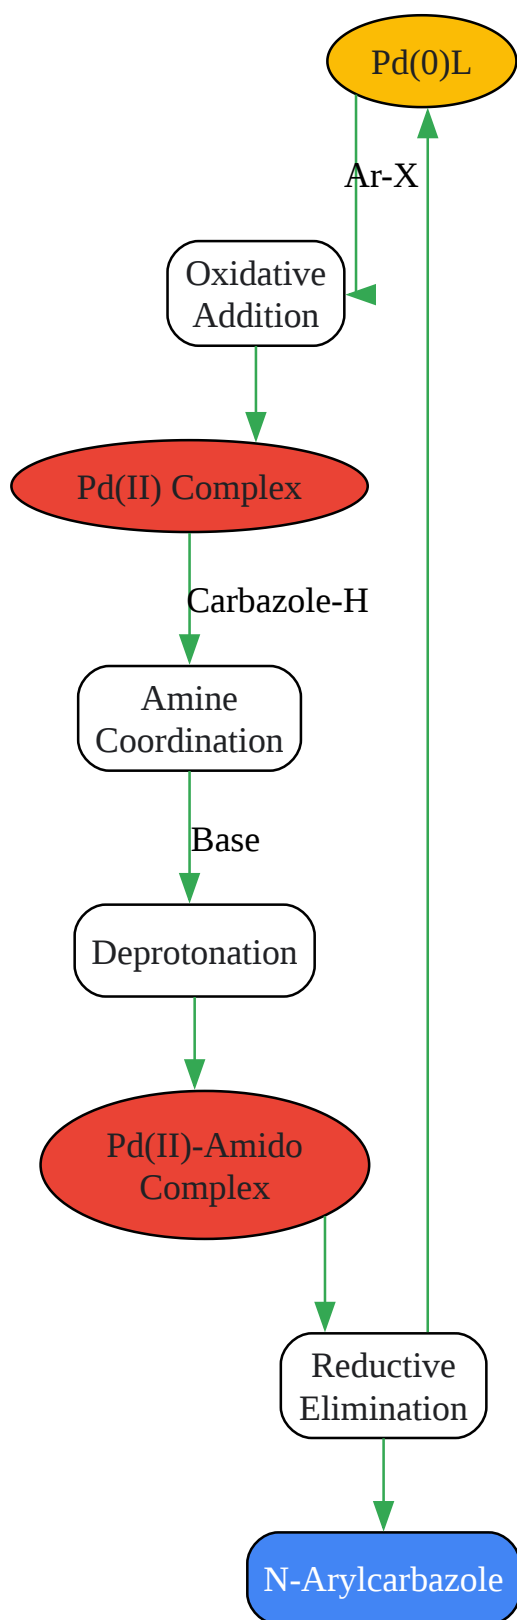 Pd(0)L
Ar-X
Oxidative
Addition
Pd(II) Complex
Carbazole-H
Amine
Coordination
Base
Deprotonation
Pd(II)-Amido
Complex
Reductive
Elimination
N-Arylcarbazole